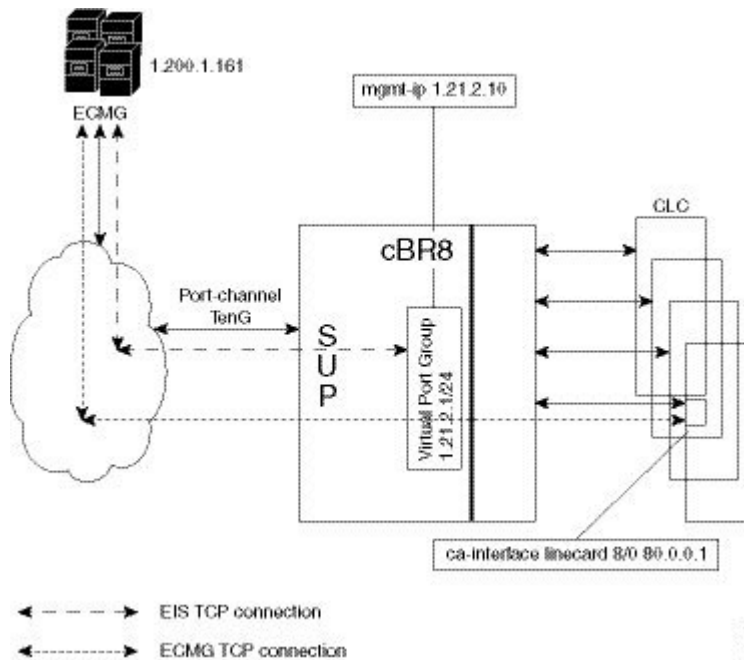 1.200.1.161
ECMG
mgmt-ip 1.21.2.10
CLC
cBR8
Port-channel
TenG
SUP
Virtual Port Group
1.21.2.1/24
ca-interface linecard 8/0 80.0.0.1
EIS TCP connection
ECMG TCP connection